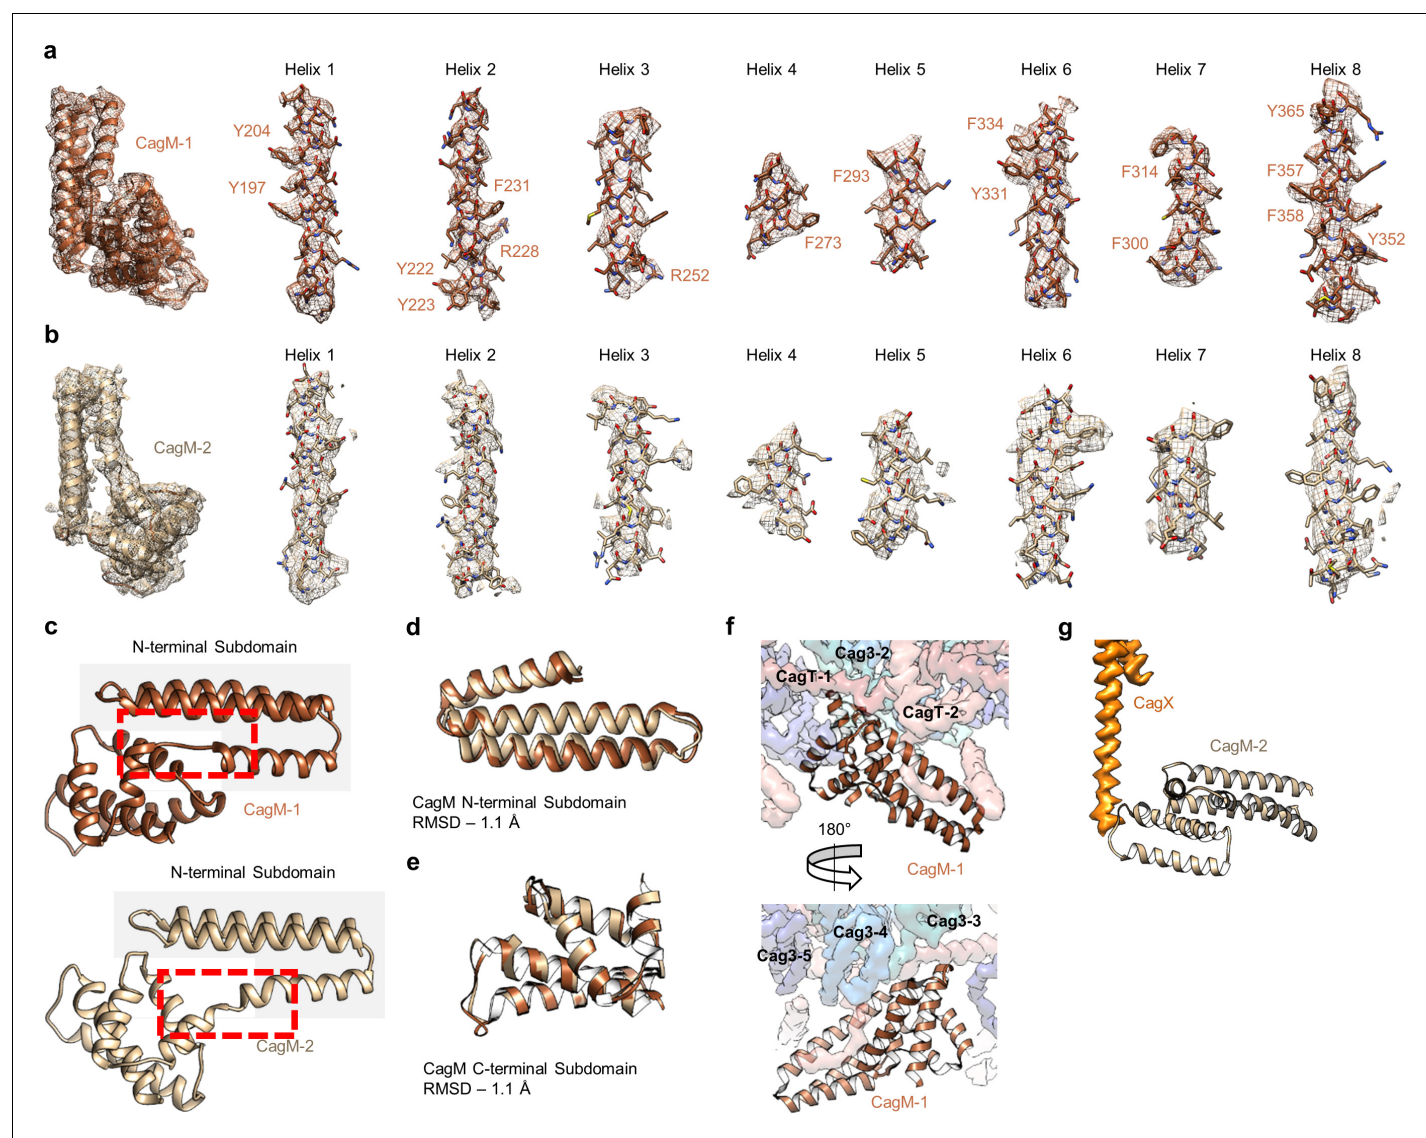 a
Helix 1
Helix 2
Helix 3
Helix 4
Helix 5
Helix 6
Helix 7
Helix 8
CagM-1
Y204
Y197
F231
R228
Y222
Y223
R252
F273
F293
F334
Y331
F314
F300
Y365
F357
F358
Y352
b
Helix 1
Helix 2
Helix 3
Helix 4
Helix 5
Helix 6
Helix 7
Helix 8
CagM-2
c
N-terminal Subdomain
CagM-1
N-terminal Subdomain
CagM-2
d
CagM N-terminal Subdomain
RMSD – 1.1 Å
e
CagM C-terminal Subdomain
RMSD – 1.1 Å
f
Cag3-2
CagT-1
CagT-2
180°
CagM-1
Cag3-3
Cag3-4
Cag3-5
CagM-1
g
CagX
CagM-2